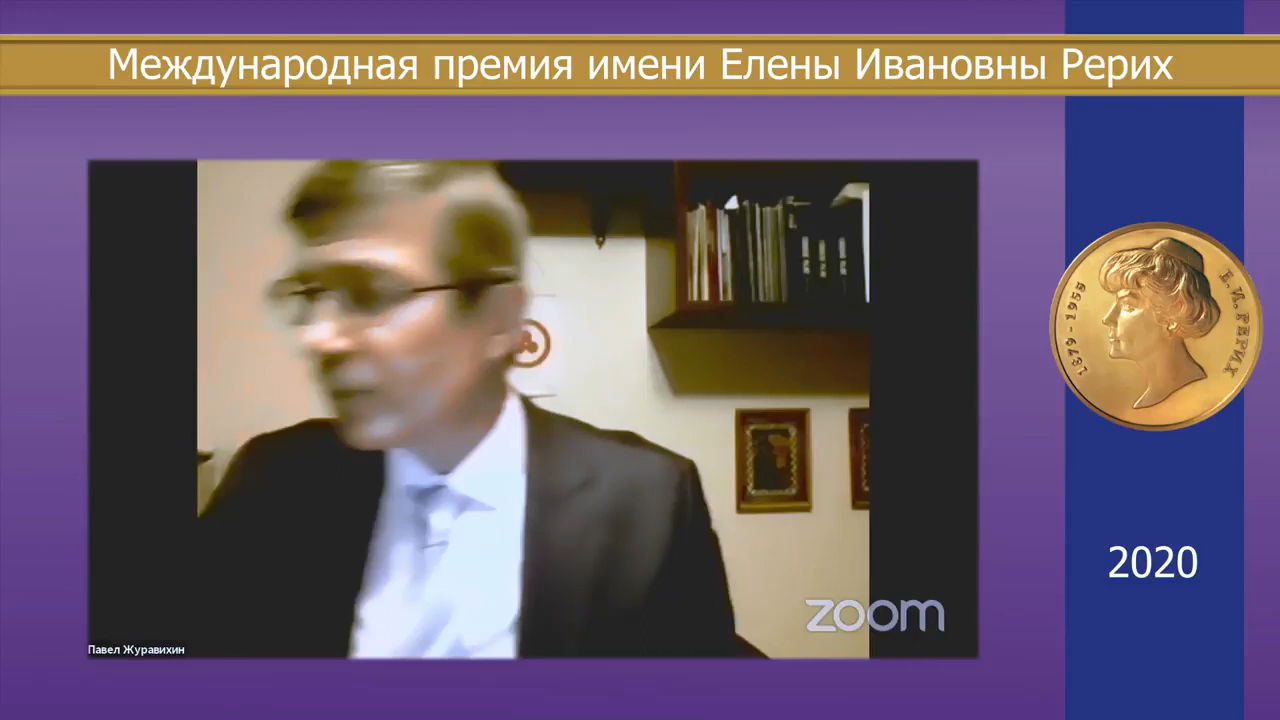 Международная премия имени Елены Ивановны Рерих
1879 - 1955
Е.И. РЕРИХ
2020
zoom
Павел Журавихин